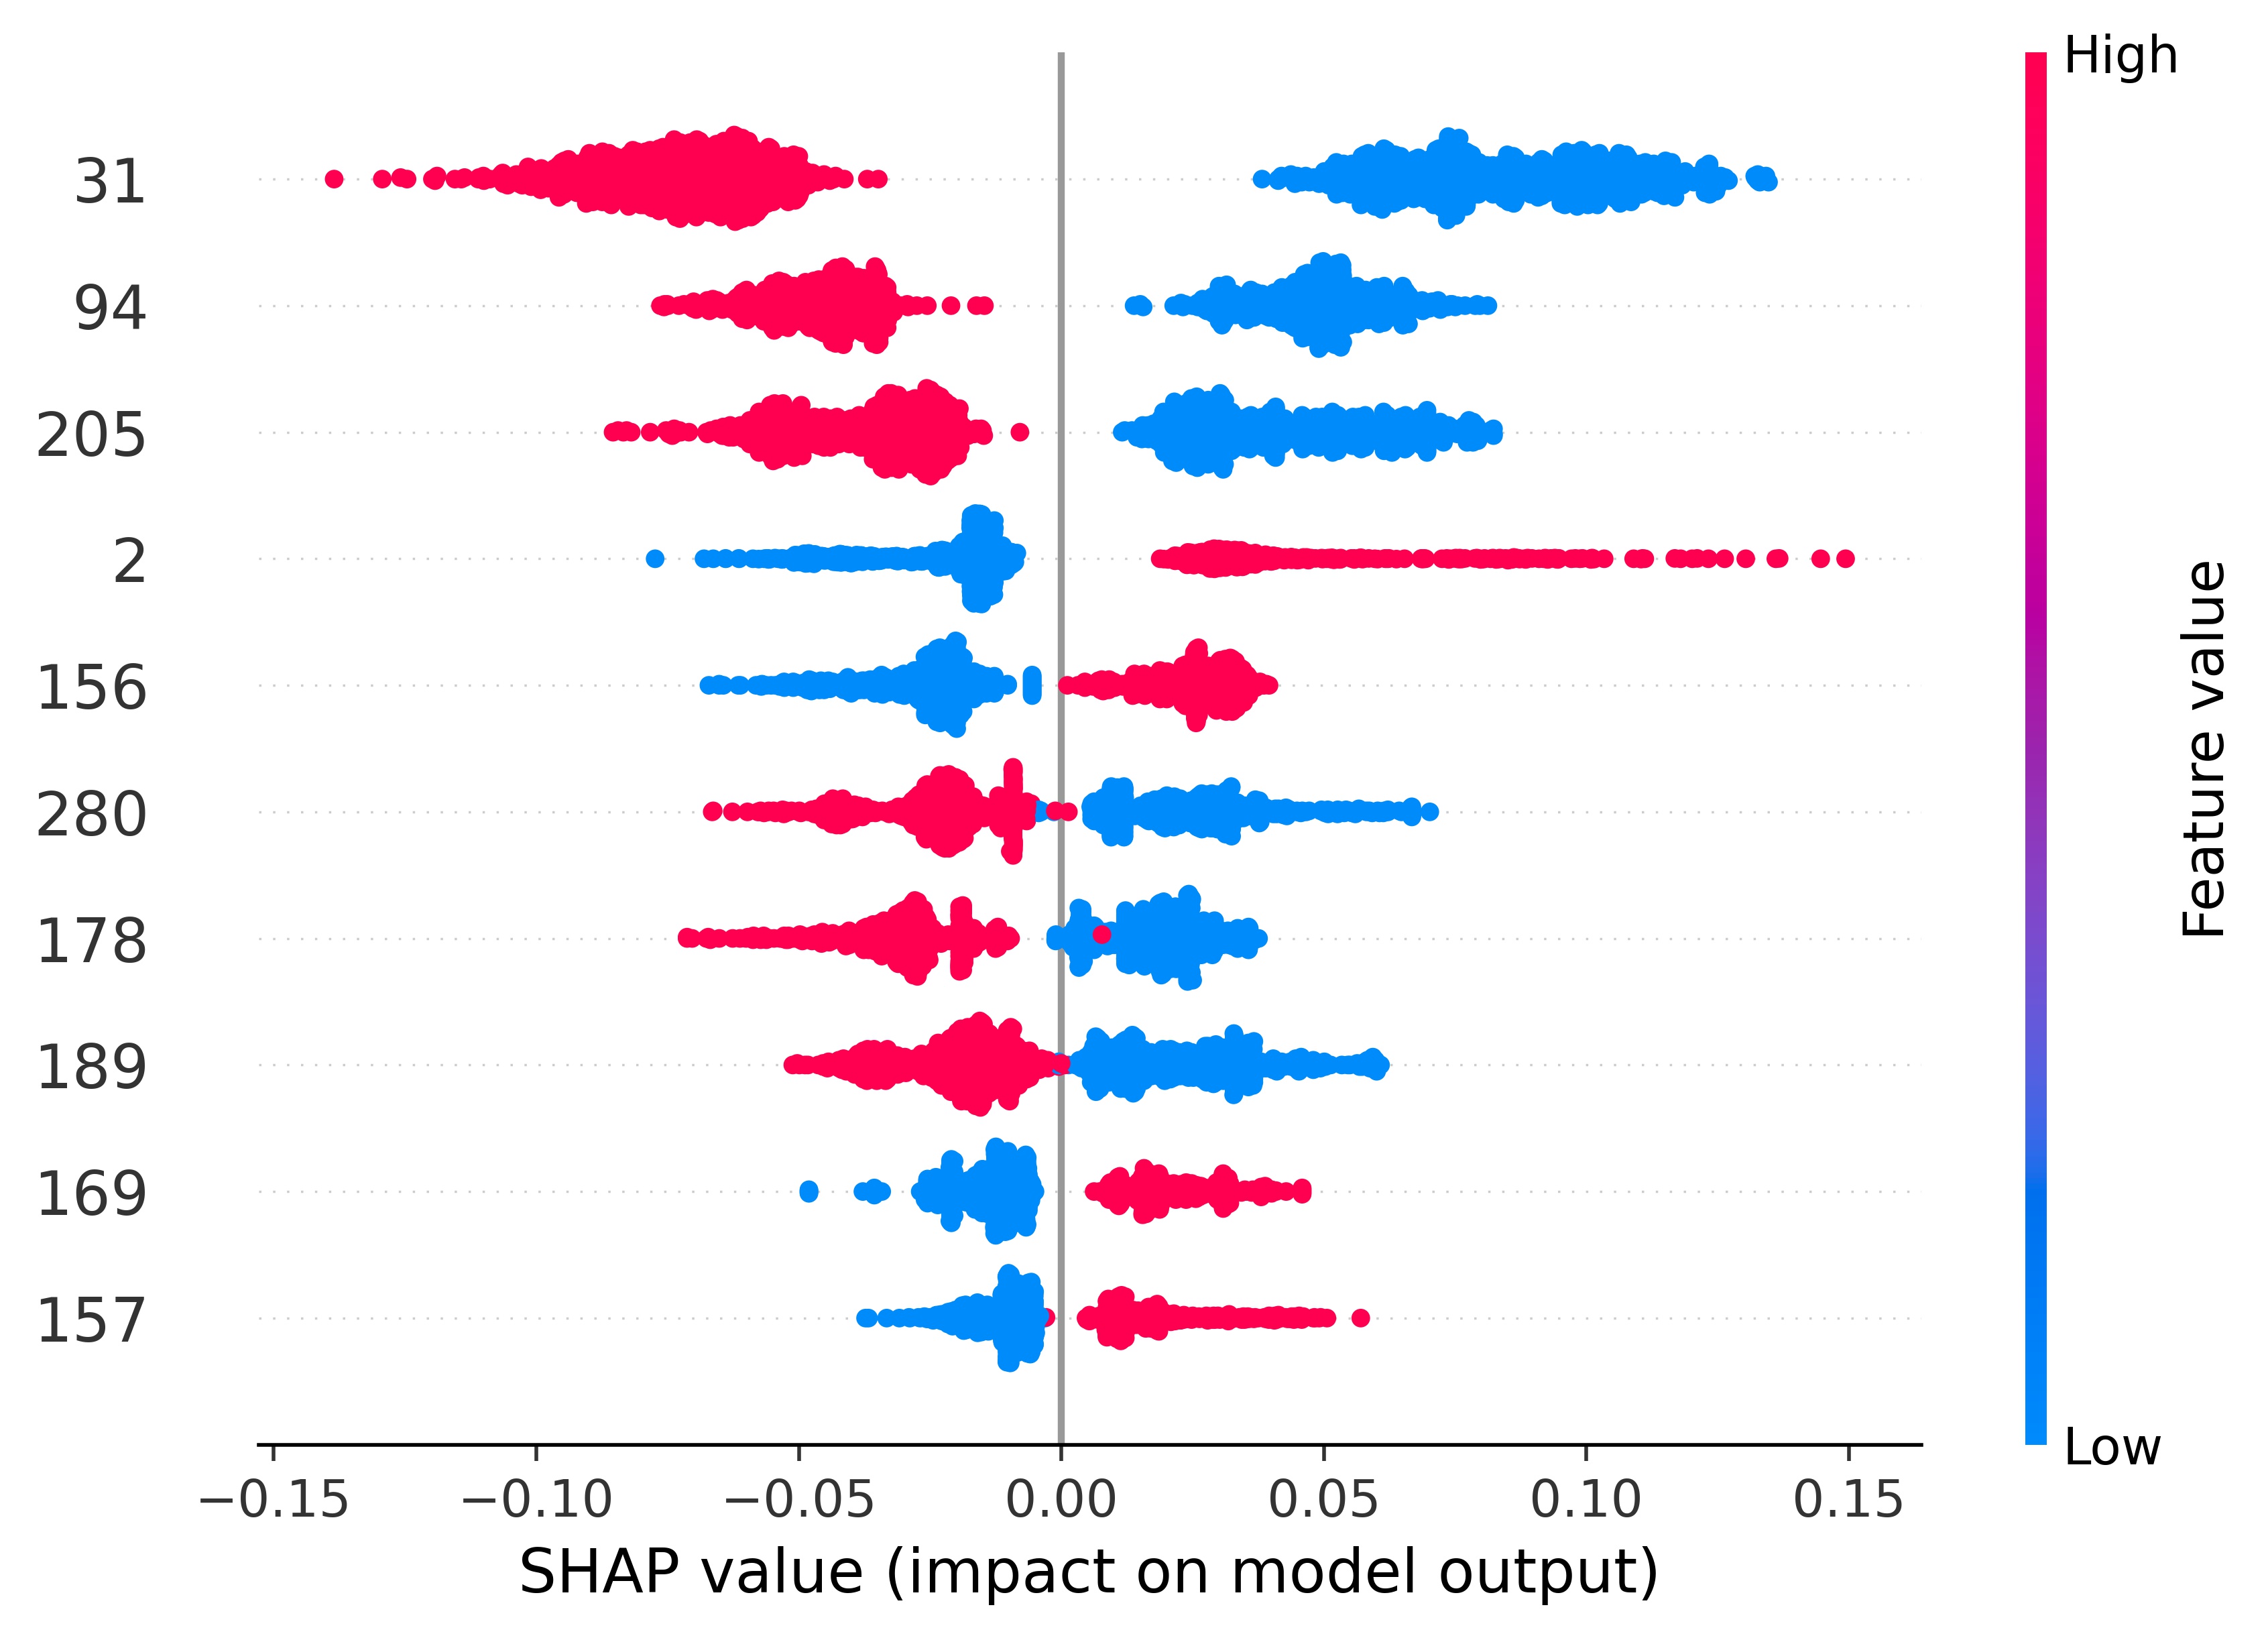 High
31
94
205
2
156
280
178
189
169
157
Feature value
Low
−0.15 −0.10 −0.05 0.00 0.05 0.10 0.15
SHAP value (impact on model output)